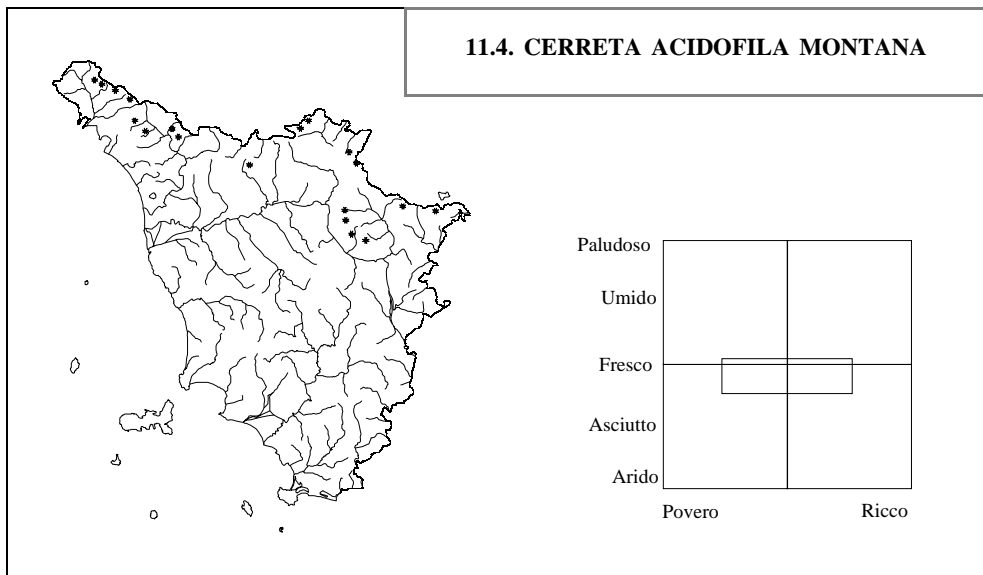 11.4. CERRETA ACIDOFILA MONTANA
Paludoso
Umido
Fresco
Asciutto
Arido
Povero Ricco